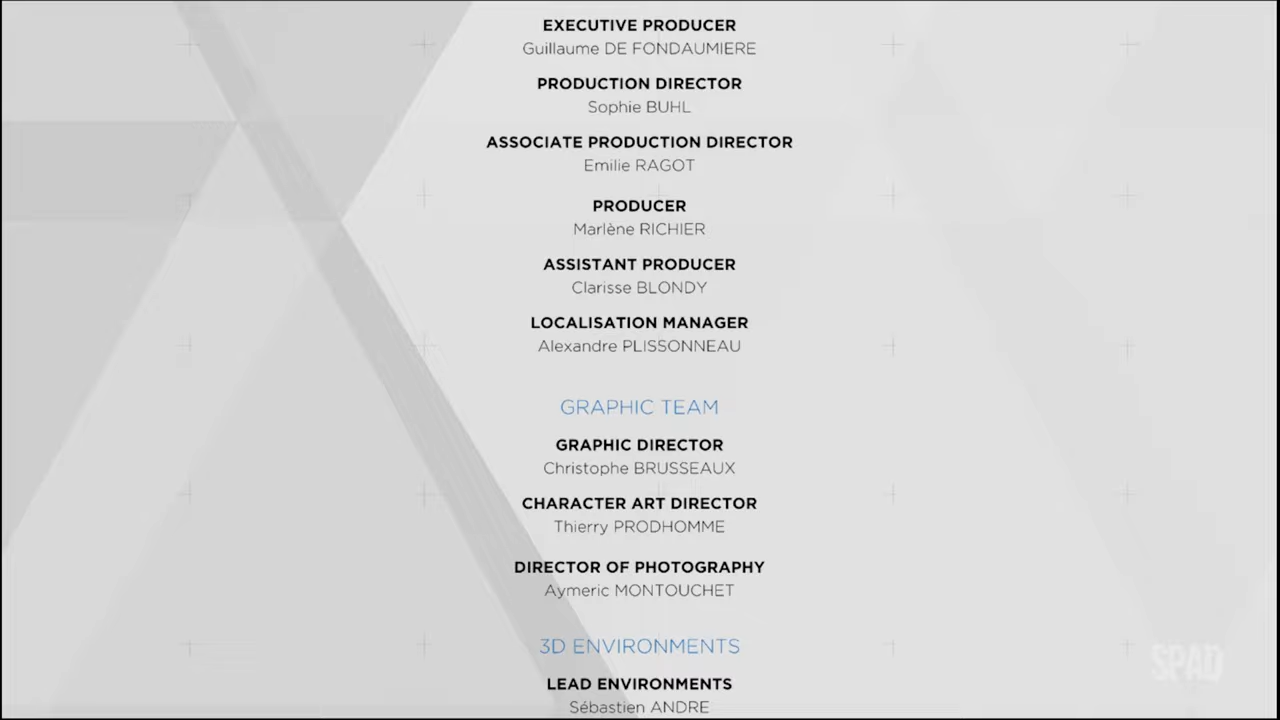 EXECUTIVE PRODUCER
Guillaume DE FONDAUMIERE
PRODUCTION DIRECTOR
Sophie BUHL
ASSOCIATE PRODUCTION DIRECTOR
Emilie RAGOT
PRODUCER
Marlène RICHIER
ASSISTANT PRODUCER
Clarisse BLONDY
LOCALISATION MANAGER
Alexandre PLISSONNEAU
GRAPHIC TEAM
GRAPHIC DIRECTOR
Christophe BRUSSEAUX
CHARACTER ART DIRECTOR
Thierry PRODHOMME
DIRECTOR OF PHOTOGRAPHY
Aymeric MONTOUCHET
3D ENVIRONMENTS
LEAD ENVIRONMENTS
Sébastien ANDRE
SPAD